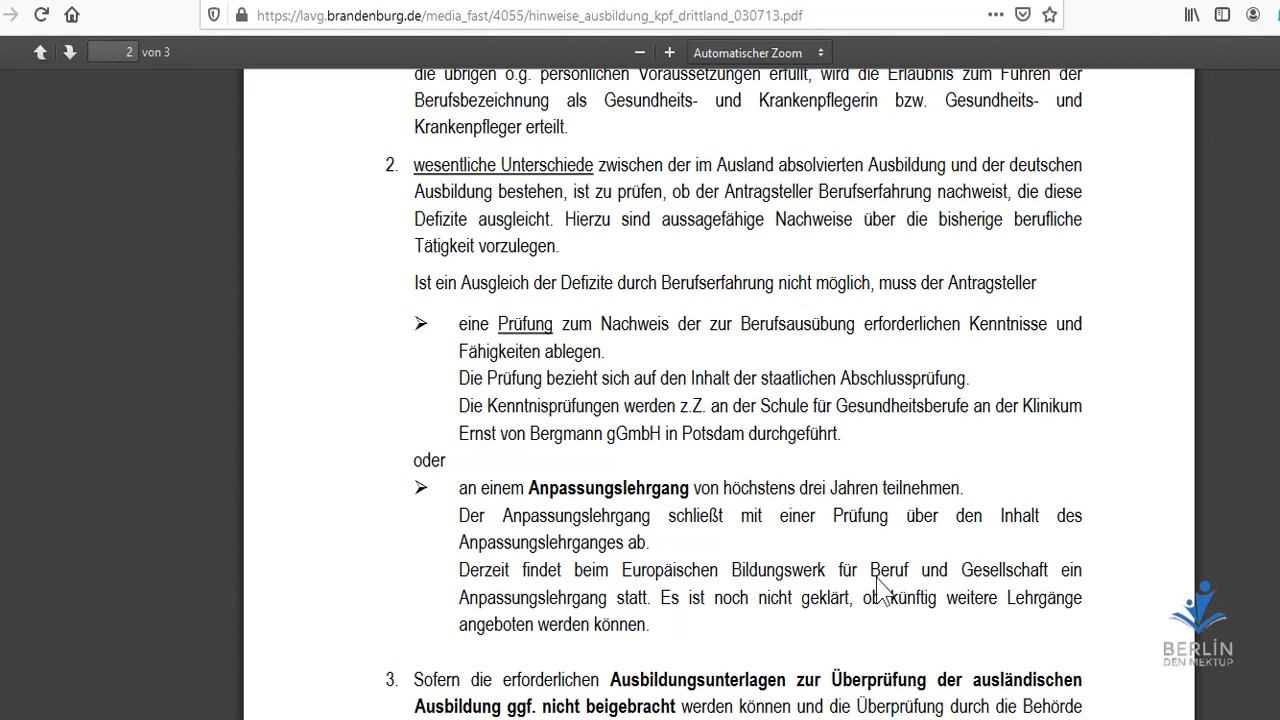 https://lavg.brandenburg.de/media_fast/4055/hinweise_ausbildung_kpf_drittland_030713.pdf
2 von 3
Automatischer Zoom
die übrigen o.g. persönlichen Voraussetzungen erfüllt, wird die Erlaubnis zum Führen der
Berufsbezeichnung als Gesundheits- und Krankenpflegerin bzw. Gesundheits- und
Krankenpfleger erteilt.
2. wesentliche Unterschiede zwischen der im Ausland absolvierten Ausbildung und der deutschen
Ausbildung bestehen, ist zu prüfen, ob der Antragsteller Berufserfahrung nachweist, die diese
Defizite ausgleicht. Hierzu sind aussagefähige Nachweise über die bisherige berufliche
Tätigkeit vorzulegen.
Ist ein Ausgleich der Defizite durch Berufserfahrung nicht möglich, muss der Antragsteller
➢ eine Prüfung zum Nachweis der zur Berufsausübung erforderlichen Kenntnisse und
Fähigkeiten ablegen.
Die Prüfung bezieht sich auf den Inhalt der staatlichen Abschlussprüfung.
Die Kenntnisprüfungen werden z.Z. an der Schule für Gesundheitsberufe an der Klinikum
Ernst von Bergmann gGmbH in Potsdam durchgeführt.
oder
➢ an einem Anpassungslehrgang von höchstens drei Jahren teilnehmen.
Der Anpassungslehrgang schließt mit einer Prüfung über den Inhalt des
Anpassungslehrganges ab.
Derzeit findet beim Europäischen Bildungswerk für Beruf und Gesellschaft ein
Anpassungslehrgang statt. Es ist noch nicht geklärt, ob künftig weitere Lehrgänge
angeboten werden können.
3. Sofern die erforderlichen Ausbildungsunterlagen zur Überprüfung der ausländischen
Ausbildung ggf. nicht beigebracht werden können und die Überprüfung durch die Behörde
BERLİN
DEN MEKTUP